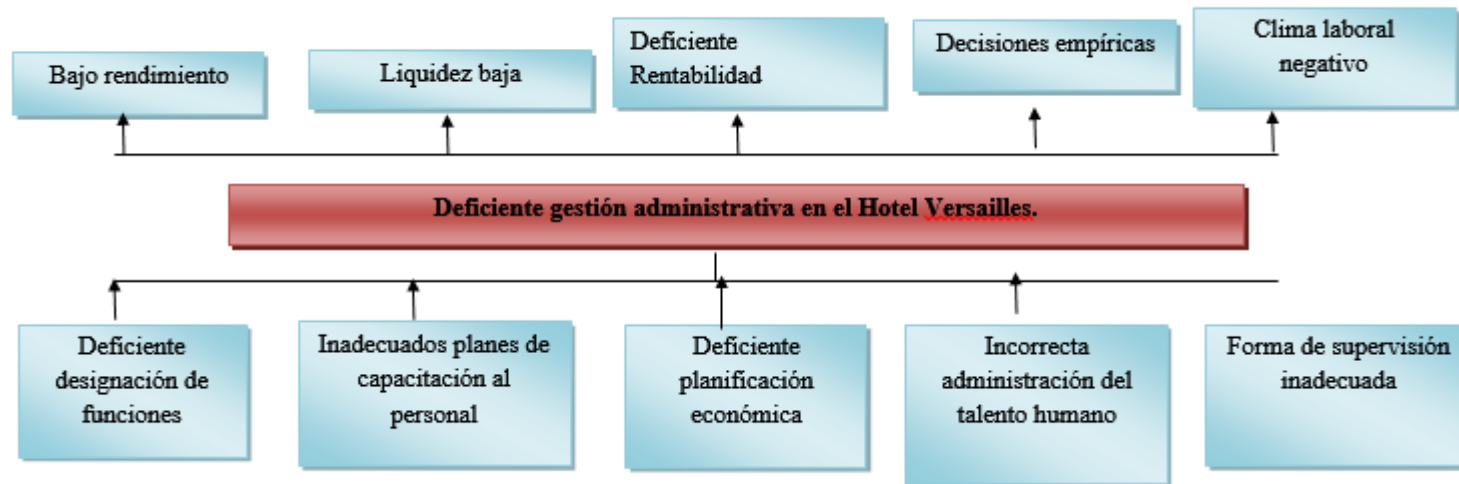 Bajo rendimiento
Liquidez baja
Deficiente
Rentabilidad
Decisiones empíricas
Clima laboral
negativo
Deficiente gestión administrativa en el Hotel Versailles.
Deficiente
designación de
funciones
Inadecuados planes de
capacitación al
personal
Deficiente
planificación
económica
Incorrecta
administración del
talento humano
Forma de supervisión
inadecuada